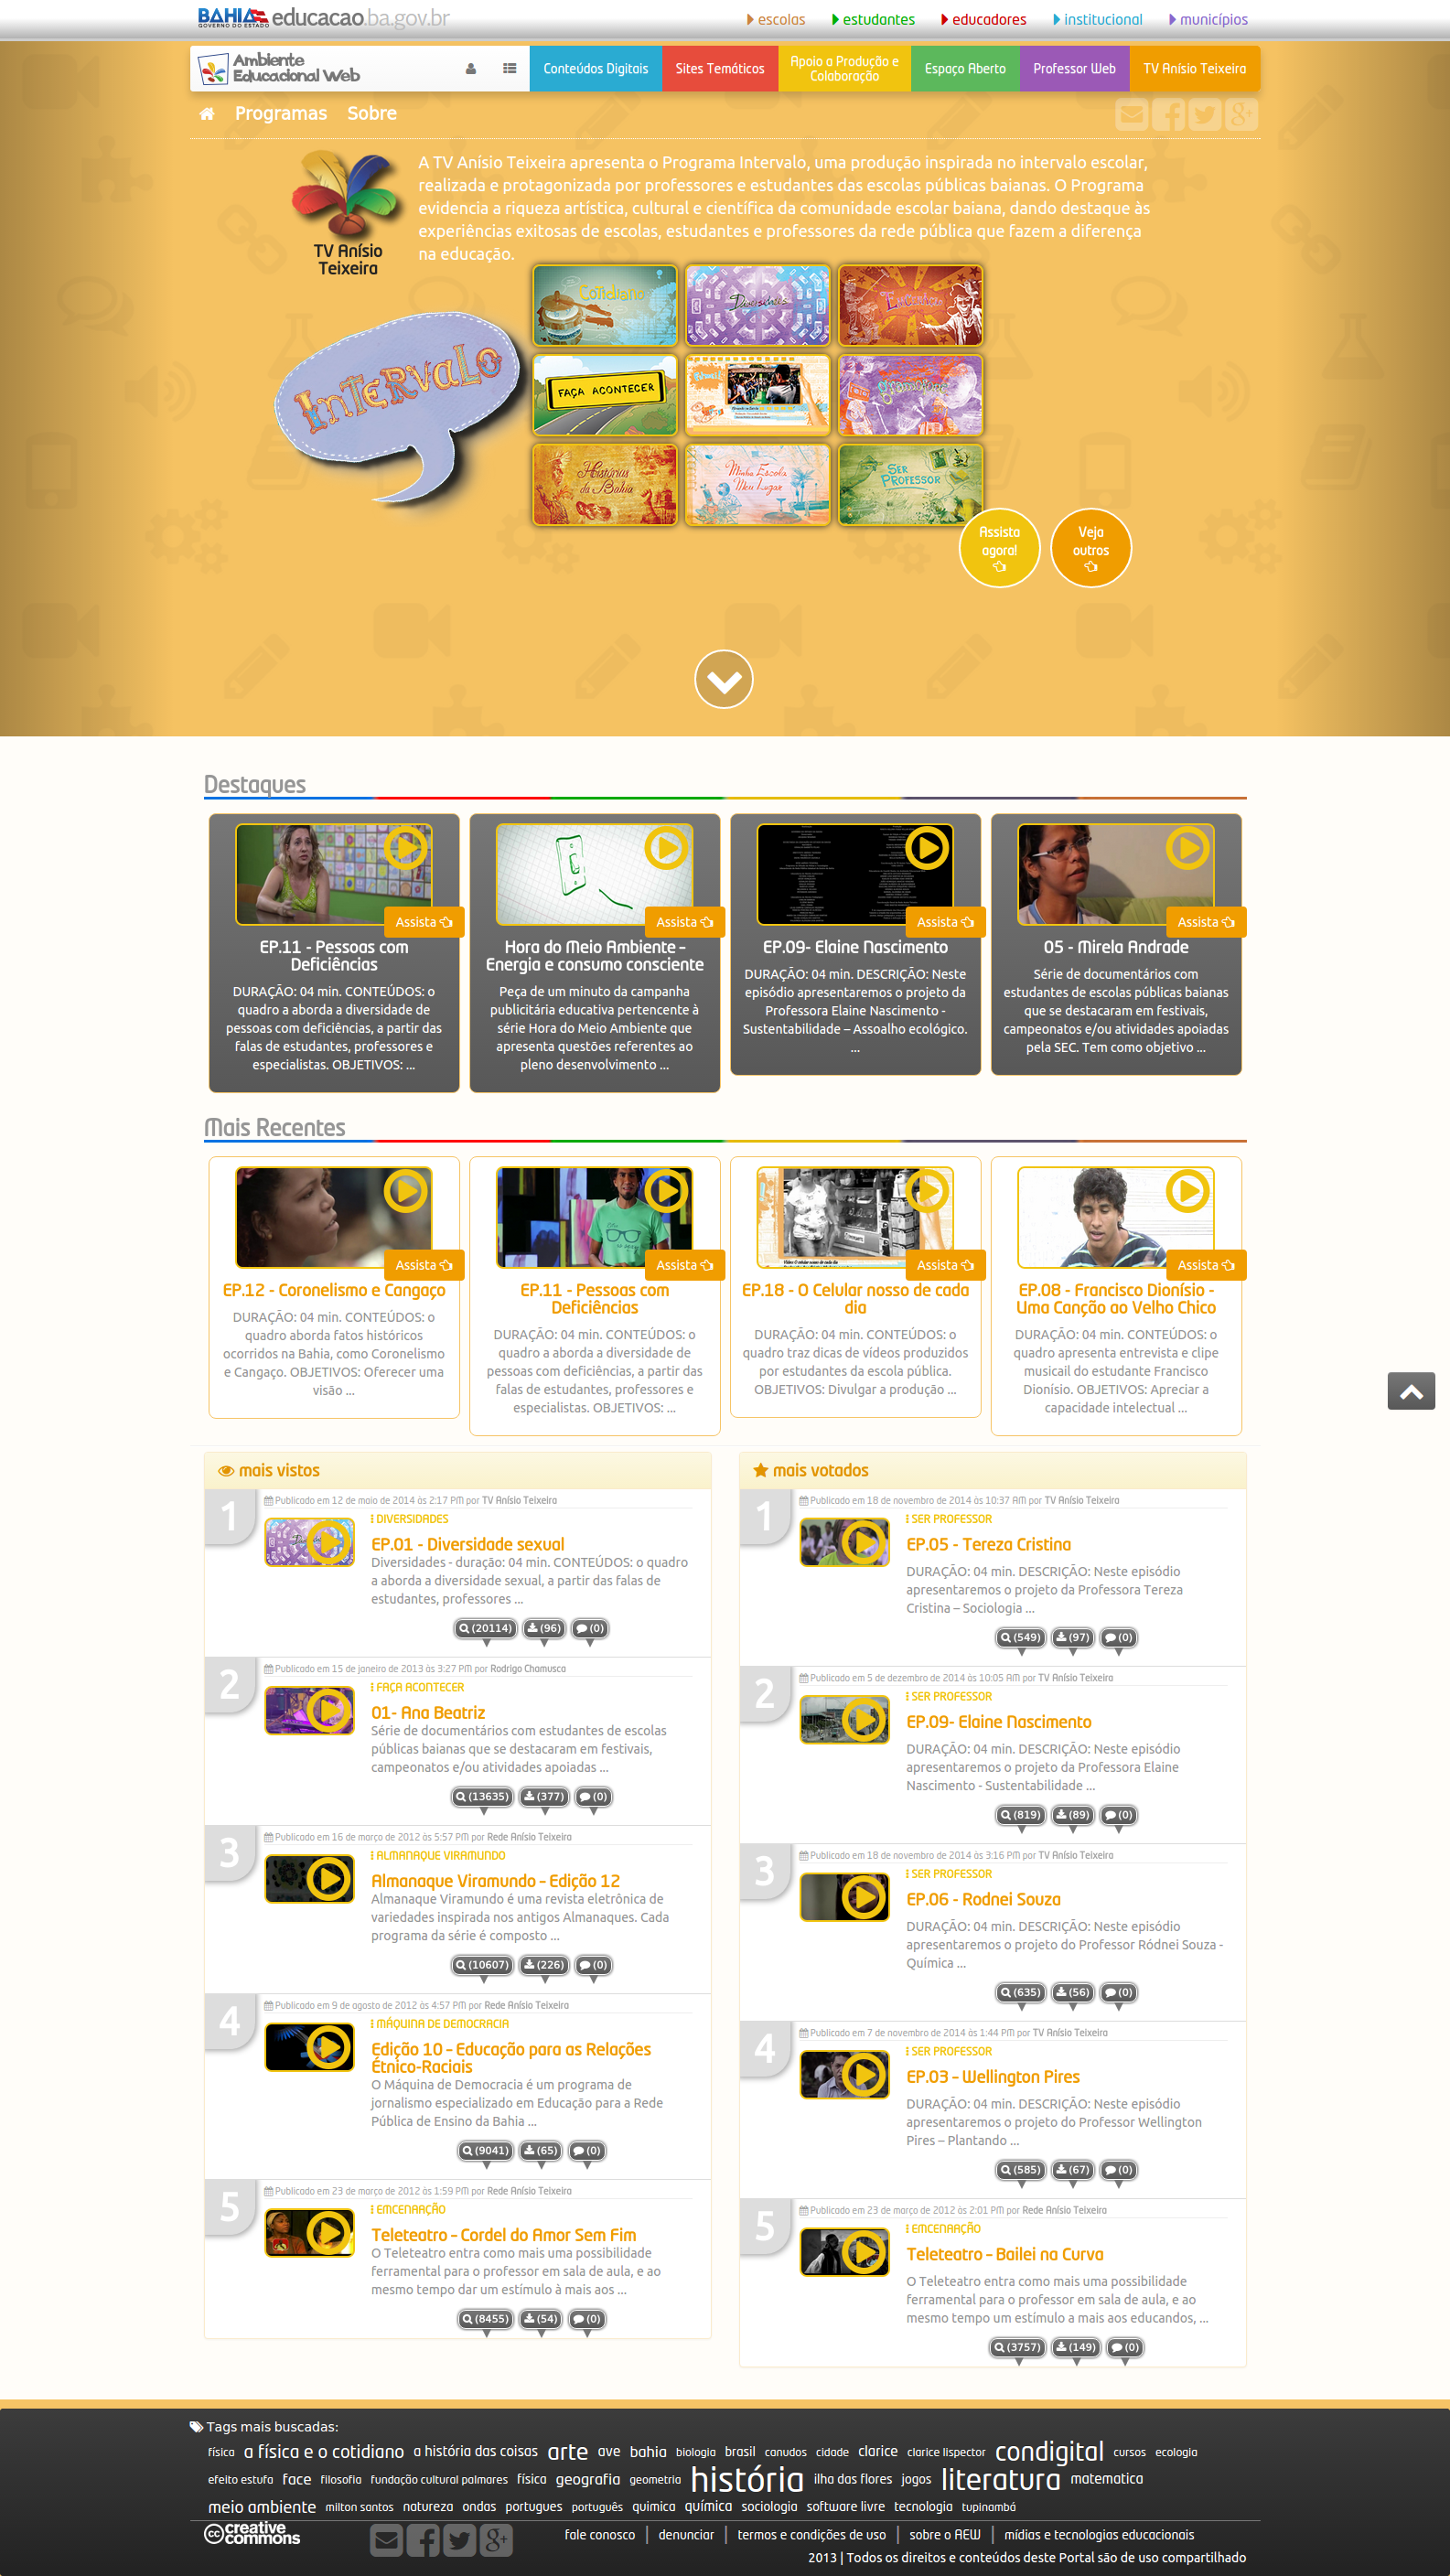 BAHIA GOVERNO DO ESTADO educacao.ba.gov.br
escolas estudantes educadores institucional municípios
Ambiente Educacional Web
Conteúdos Digitais Sites Temáticos Apoio a Produção e Colaboração Espaço Aberto Professor Web TV Anísio Teixeira
Programas Sobre
TV Anísio Teixeira
A TV Anísio Teixeira apresenta o Programa Intervalo, uma produção inspirada no intervalo escolar,
realizada e protagonizada por professores e estudantes das escolas públicas baianas. O Programa
evidencia a riqueza artística, cultural e científica da comunidade escolar baiana, dando destaque às
experiências exitosas de escolas, estudantes e professores da rede pública que fazem a diferença
na educação.
INTERVALO
Cotidiano Diversidades
FAÇA ACONTECER
Histórias da Bahia Minha Escola Meu Lugar SER PROFESSOR
Assista agora!
Veja outros
Destaques
Assista
EP.11 - Pessoas com
Deficiências
DURAÇÃO: 04 min. CONTEÚDOS: o
quadro a aborda a diversidade de
pessoas com deficiências, a partir das
falas de estudantes, professores e
especialistas. OBJETIVOS: ...
Assista
Hora do Meio Ambiente -
Energia e consumo consciente
Peça de um minuto da campanha
publicitária educativa pertencente à
série Hora do Meio Ambiente que
apresenta questões referentes ao
pleno desenvolvimento ...
Assista
EP.09- Elaine Nascimento
DURAÇÃO: 04 min. DESCRIÇÃO: Neste
episódio apresentaremos o projeto da
Professora Elaine Nascimento -
Sustentabilidade – Assoalho ecológico.
...
Assista
05 - Mirela Andrade
Série de documentários com
estudantes de escolas públicas baianas
que se destacaram em festivais,
campeonatos e/ou atividades apoiadas
pela SEC. Tem como objetivo ...
Mais Recentes
Assista
EP.12 - Coronelismo e Cangaço
DURAÇÃO: 04 min. CONTEÚDOS: o
quadro aborda fatos históricos
ocorridos na Bahia, como Coronelismo
e Cangaço. OBJETIVOS: Oferecer uma
visão ...
Assista
EP.11 - Pessoas com
Deficiências
DURAÇÃO: 04 min. CONTEÚDOS: o
quadro a aborda a diversidade de
pessoas com deficiências, a partir das
falas de estudantes, professores e
especialistas. OBJETIVOS: ...
Assista
EP.18 - O Celular nosso de cada
dia
DURAÇÃO: 04 min. CONTEÚDOS: o
quadro traz dicas de vídeos produzidos
por estudantes da escola pública.
OBJETIVOS: Divulgar a produção ...
Assista
EP.08 - Francisco Dionísio -
Uma Canção ao Velho Chico
DURAÇÃO: 04 min. CONTEÚDOS: o
quadro apresenta entrevista e clipe
musicail do estudante Francisco
Dionísio. OBJETIVOS: Apreciar a
capacidade intelectual ...
mais vistos
1
Publicado em 12 de maio de 2014 às 2:17 PM por TV Anísio Teixeira
DIVERSIDADES
EP.01 - Diversidade sexual
Diversidades - duração: 04 min. CONTEÚDOS: o quadro
a aborda a diversidade sexual, a partir das falas de
estudantes, professores ...
(20114) (96) (0)
2
Publicado em 15 de janeiro de 2013 às 3:27 PM por Rodrigo Chamusca
FAÇA ACONTECER
01- Ana Beatriz
Série de documentários com estudantes de escolas
públicas baianas que se destacaram em festivais,
campeonatos e/ou atividades apoiadas ...
(13635) (377) (0)
3
Publicado em 16 de março de 2012 às 5:57 PM por Rede Anísio Teixeira
ALMANAQUE VIRAMUNDO
Almanaque Viramundo - Edição 12
Almanaque Viramundo é uma revista eletrônica de
variedades inspirada nos antigos Almanaques. Cada
programa da série é composto ...
(10607) (226) (0)
4
Publicado em 9 de agosto de 2012 às 4:57 PM por Rede Anísio Teixeira
MÁQUINA DE DEMOCRACIA
Edição 10 - Educação para as Relações
Étnico-Raciais
O Máquina de Democracia é um programa de
jornalismo especializado em Educação para a Rede
Pública de Ensino da Bahia ...
(9041) (65) (0)
5
Publicado em 23 de março de 2012 às 1:59 PM por Rede Anísio Teixeira
EMCENAÇÃO
Teleteatro - Cordel do Amor Sem Fim
O Teleteatro entra como mais uma possibilidade
ferramental para o professor em sala de aula, e ao
mesmo tempo dar um estímulo à mais aos ...
(8455) (54) (0)
mais votados
1
Publicado em 18 de novembro de 2014 às 10:37 AM por TV Anísio Teixeira
SER PROFESSOR
EP.05 - Tereza Cristina
DURAÇÃO: 04 min. DESCRIÇÃO: Neste episódio
apresentaremos o projeto da Professora Tereza
Cristina – Sociologia ...
(549) (97) (0)
2
Publicado em 5 de dezembro de 2014 às 10:05 AM por TV Anísio Teixeira
SER PROFESSOR
EP.09- Elaine Nascimento
DURAÇÃO: 04 min. DESCRIÇÃO: Neste episódio
apresentaremos o projeto da Professora Elaine
Nascimento - Sustentabilidade ...
(819) (89) (0)
3
Publicado em 18 de novembro de 2014 às 3:16 PM por TV Anísio Teixeira
SER PROFESSOR
EP.06 - Rodnei Souza
DURAÇÃO: 04 min. DESCRIÇÃO: Neste episódio
apresentaremos o projeto do Professor Ródnei Souza -
Química ...
(635) (56) (0)
4
Publicado em 7 de novembro de 2014 às 1:44 PM por TV Anísio Teixeira
SER PROFESSOR
EP.03 - Wellington Pires
DURAÇÃO: 04 min. DESCRIÇÃO: Neste episódio
apresentaremos o projeto do Professor Wellington
Pires – Plantando ...
(585) (67) (0)
5
Publicado em 23 de março de 2012 às 2:01 PM por Rede Anísio Teixeira
EMCENAÇÃO
Teleteatro - Bailei na Curva
O Teleteatro entra como mais uma possibilidade
ferramental para o professor em sala de aula, e ao
mesmo tempo um estímulo a mais aos educandos, ...
(3757) (149) (0)
Tags mais buscadas:
física a física e o cotidiano a história das coisas arte ave bahia biologia brasil canudos cidade clarice clarice lispector condigital cursos ecologia
efeito estufa face filosofia fundação cultural palmares física geografia geometria história ilha das flores jogos literatura matematica
meio ambiente milton santos natureza ondas portugues português quimica química sociologia software livre tecnologia tupinambá
cc creative commons
fale conosco | denunciar | termos e condições de uso | sobre o AEW | mídias e tecnologias educacionais
2013 | Todos os direitos e conteúdos deste Portal são de uso compartilhado